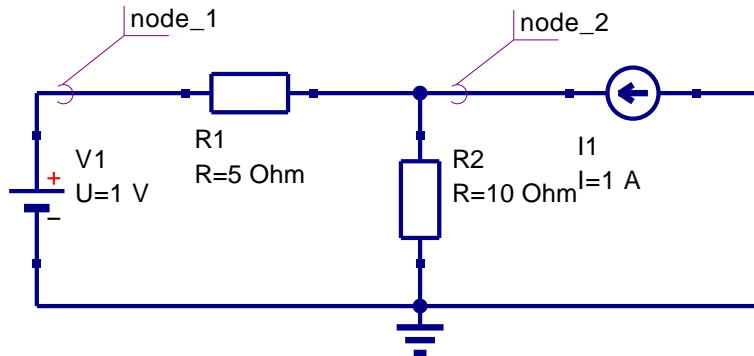 node_1
node_2
V1
U=1 V
R1
R=5 Ohm
R2
R=10 Ohm
I1
I=1 A